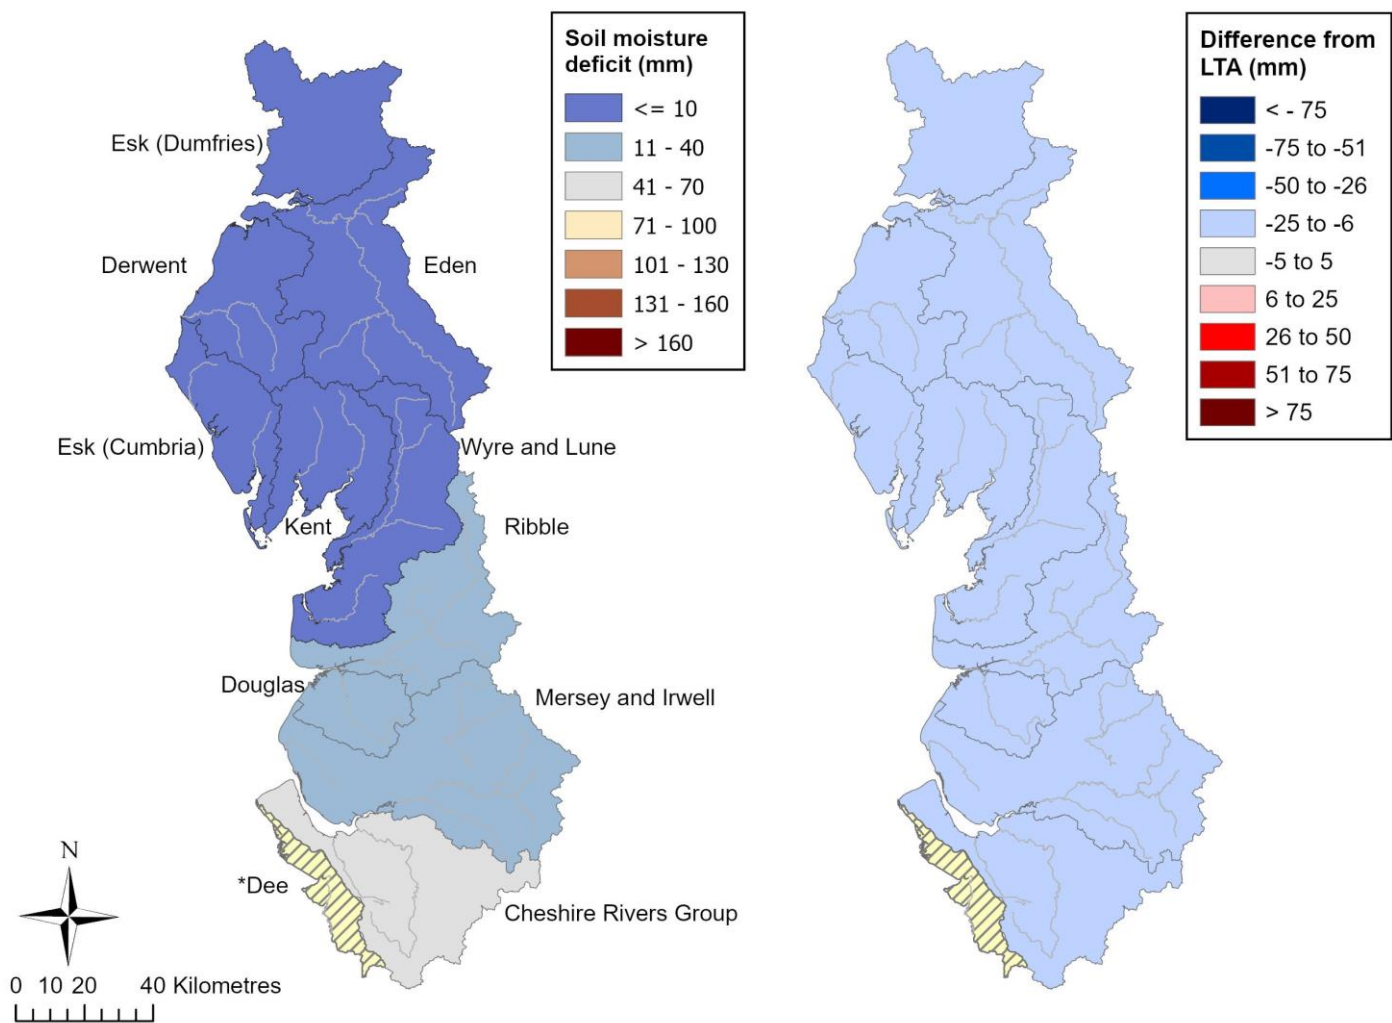 Soil moisture
deficit (mm)
<= 10
11 - 40
41 - 70
71 - 100
101 - 130
131 - 160
> 160
Difference from
LTA (mm)
< - 75
-75 to -51
-50 to -26
-25 to -6
-5 to 5
6 to 25
26 to 50
51 to 75
> 75
Esk (Dumfries)
Derwent
Eden
Esk (Cumbria)
Wyre and Lune
Kent
Ribble
Douglas
Mersey and Irwell
*Dee
Cheshire Rivers Group
N
0 10 20 40 Kilometres